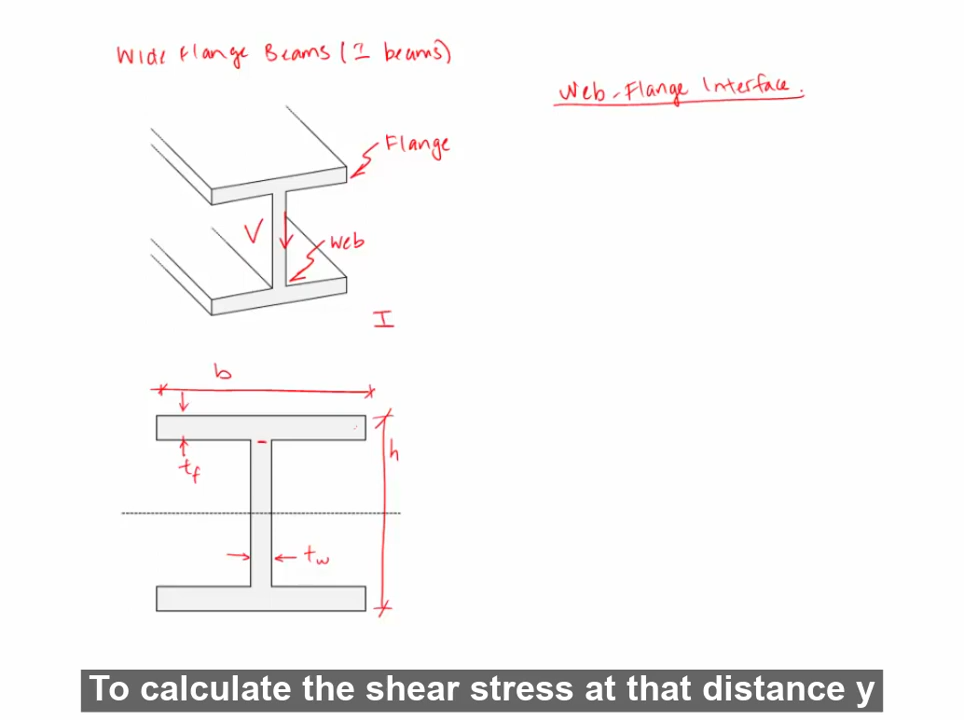 Wide Flange Beams (I beams)
Web-Flange Interface.
Flange
V
Web
I
b
h
tf
tw
To calculate the shear stress at that distance y